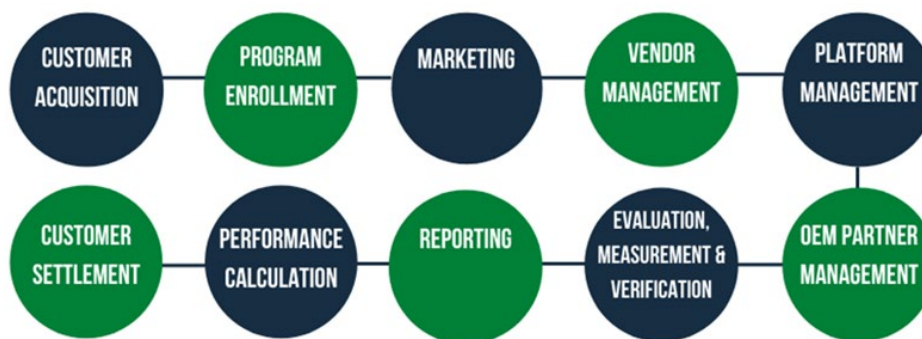 CUSTOMER
ACQUISITION
PROGRAM
ENROLLMENT
MARKETING
VENDOR
MANAGEMENT
PLATFORM
MANAGEMENT
CUSTOMER
SETTLEMENT
PERFORMANCE
CALCULATION
REPORTING
EVALUATION,
MEASUREMENT &
VERIFICATION
OEM PARTNER
MANAGEMENT